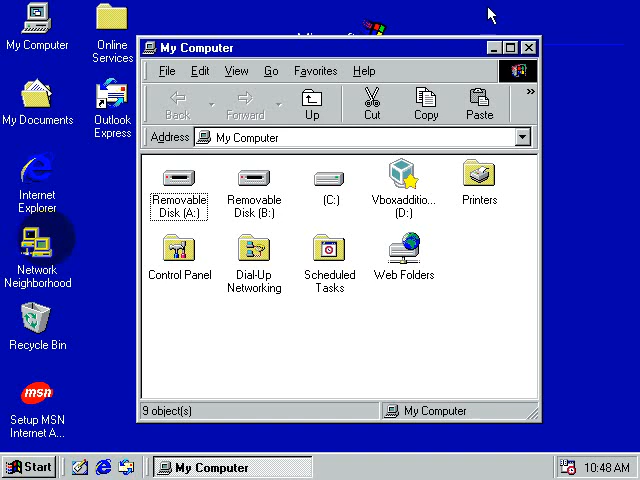 My Computer
Online
Services
My Documents
Outlook
Express
Internet
Explorer
Network
Neighborhood
Recycle Bin
msn
Setup MSN
Internet A...
My Computer
File Edit View Go Favorites Help
Back Forward Up Cut Copy Paste »
Address My Computer
Removable
Disk (A:)
Removable
Disk (B:)
(C:)
Vboxadditio...
(D:)
Printers
Control Panel
Dial-Up
Networking
Scheduled
Tasks
Web Folders
9 object(s) My Computer
Start My Computer 10:48 AM